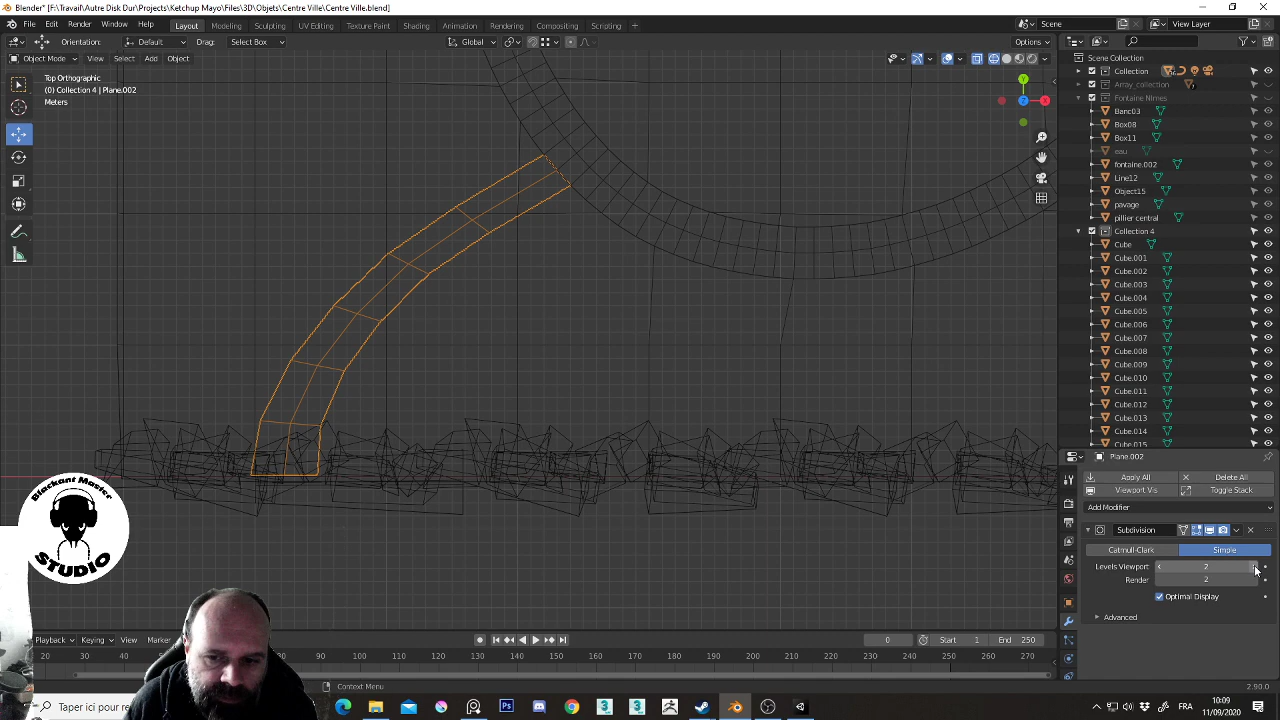 Blender* [F:\Travail\Autre Disk Dur\Projects\Ketchup Mayo\Files\3D\Objets\Centre Ville\Centre Ville.blend]
File Edit Render Window Help Layout Modeling Sculpting UV Editing Texture Paint Shading Animation Rendering Compositing Scripting + Scene View Layer
Orientation: Default Drag: Select Box Global Options
Object Mode View Select Add Object
Top Orthographic
(0) Collection 4 | Plane.002
Meters
Y
Z
X
Scene Collection
Collection
Array_collection
Fontaine Nîmes
Banc03
Box08
Box11
eau
fontaine.002
Line12
Object15
pavage
pillier central
Collection 4
Cube
Cube.001
Cube.002
Cube.003
Cube.004
Cube.005
Cube.006
Cube.007
Cube.008
Cube.009
Cube.010
Cube.011
Cube.012
Cube.013
Cube.014
Cube.015
Plane.002
Apply All Delete All
Viewport Vis Toggle Stack
Add Modifier
Subdivision
Catmull-Clark Simple
Levels Viewport 2
Render 2
Optimal Display
Advanced
Blackant Master
STUDIO
Playback Keying View Marker 0 Start 1 End 250
20 30 40 50 60 70 80 90 100 110 120 130 140 150 160 170 180 190 200 210 220 230 240 250 260 270
Context Menu 2.90.0
Taper ici pour re FRA 10:09
11/09/2020